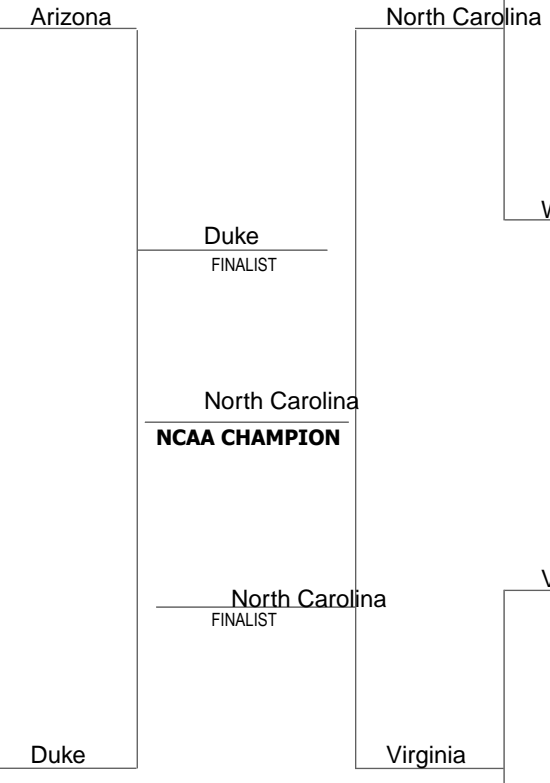 Arizona
North Carolina
Duke
FINALIST
North Carolina
NCAA CHAMPION
North Carolina
FINALIST
Duke
Virginia